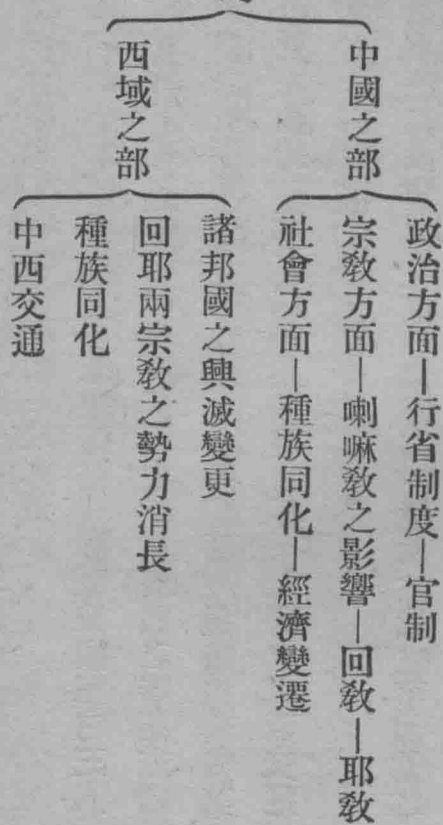 中國之部
政治方面—行省制度—官制
宗教方面—喇嘛教之影響—回教—耶教
社會方面—種族同化—經濟變遷
西域之部
諸邦國之興滅變更
回耶兩宗教之勢力消長
種族同化
中西交通